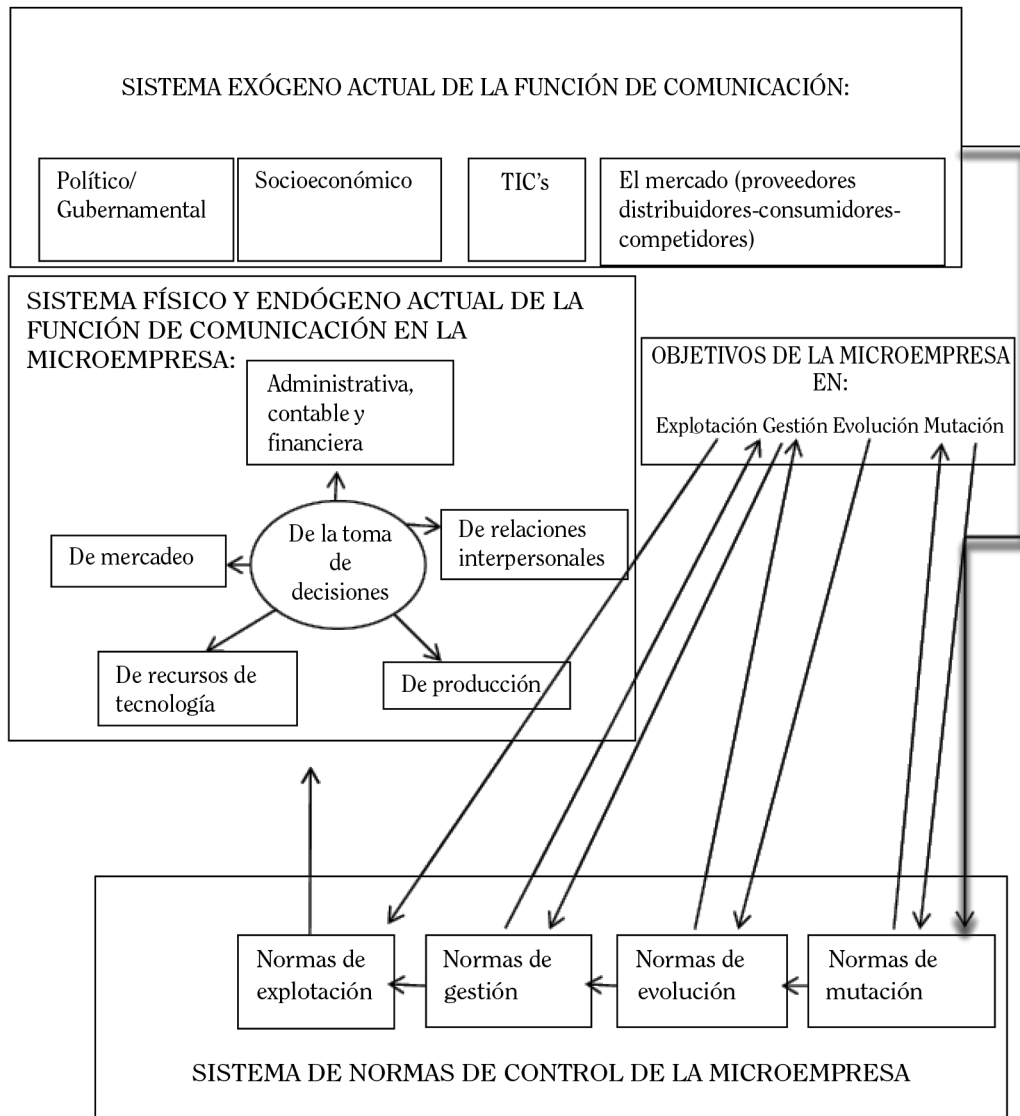 SISTEMA EXÓGENO ACTUAL DE LA FUNCIÓN DE COMUNICACIÓN:
Político/
Gubernamental
Socioeconómico
TIC's
El mercado (proveedores
distribuidores-consumidores-
competidores)
SISTEMA FÍSICO Y ENDÓGENO ACTUAL DE LA
FUNCIÓN DE COMUNICACIÓN EN LA
MICROEMPRESA:
Administrativa,
contable y
financiera
De la toma
de
decisiones
De relaciones
interpersonales
De mercadeo
De recursos de
tecnología
De producción
OBJETIVOS DE LA MICROEMPRESA
EN:
Explotación Gestión Evolución Mutación
Normas de
explotación
Normas de
gestión
Normas de
evolución
Normas de
mutación
SISTEMA DE NORMAS DE CONTROL DE LA MICROEMPRESA